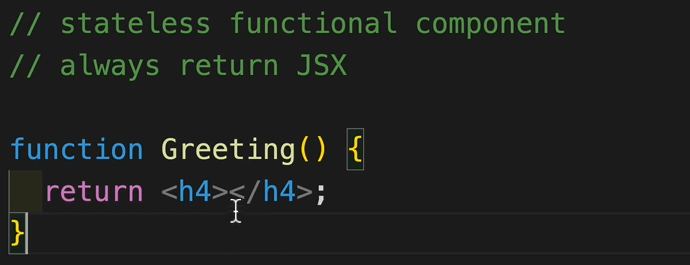 // stateless functional component
// always return JSX
function Greeting() {
  return <h4></h4>;
}